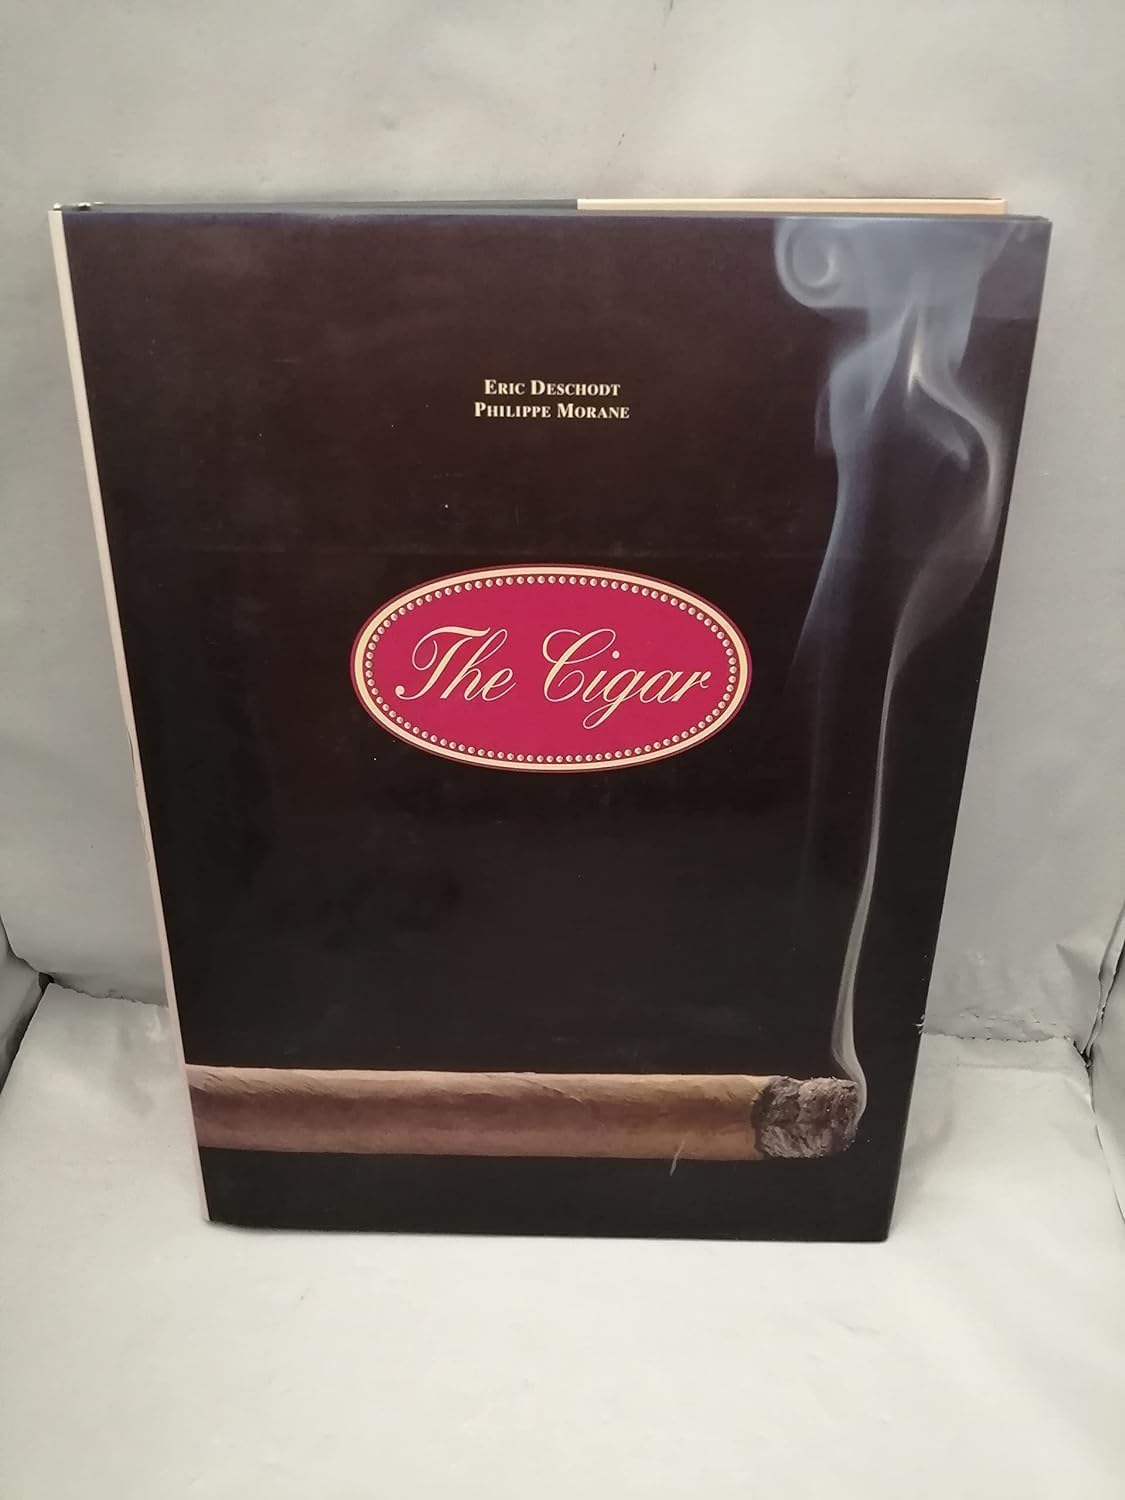 ERIC DESCHODT
PHILIPPE MORANE
The Cigar